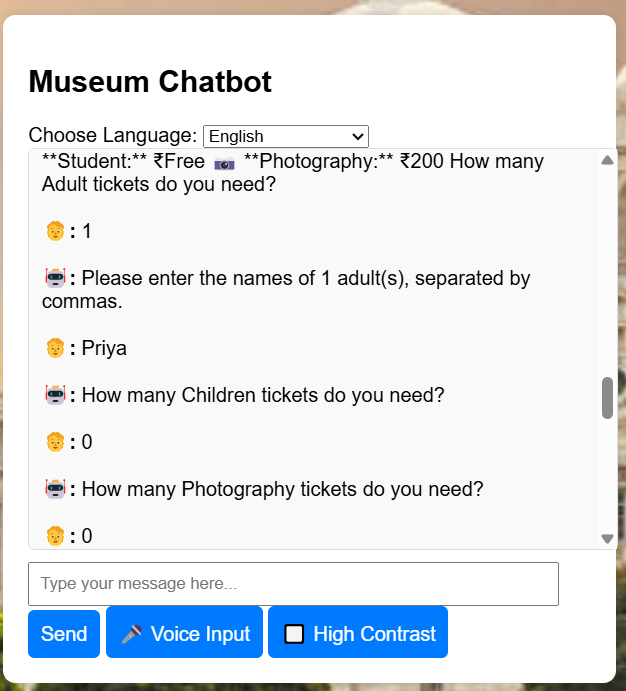 Museum Chatbot
Choose Language: English
**Student:** ₹Free 📷 **Photography:** ₹200 How many
Adult tickets do you need?
🧑: 1
🤖: Please enter the names of 1 adult(s), separated by
commas.
🧑: Priya
🤖: How many Children tickets do you need?
🧑: 0
🤖: How many Photography tickets do you need?
🧑: 0
Type your message here...
Send 🎤 Voice Input 🔲 High Contrast